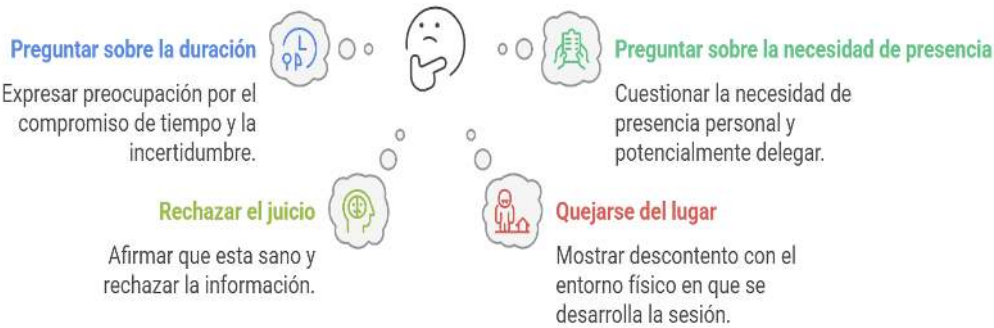 Preguntar sobre la duración
Expresar preocupación por el
compromiso de tiempo y la
incertidumbre.
Preguntar sobre la necesidad de presencia
Cuestionar la necesidad de
presencia personal y
potencialmente delegar.
Rechazar el juicio
Afirmar que esta sano y
rechazar la información.
Quejarse del lugar
Mostrar descontento con el
entorno físico en que se
desarrolla la sesión.